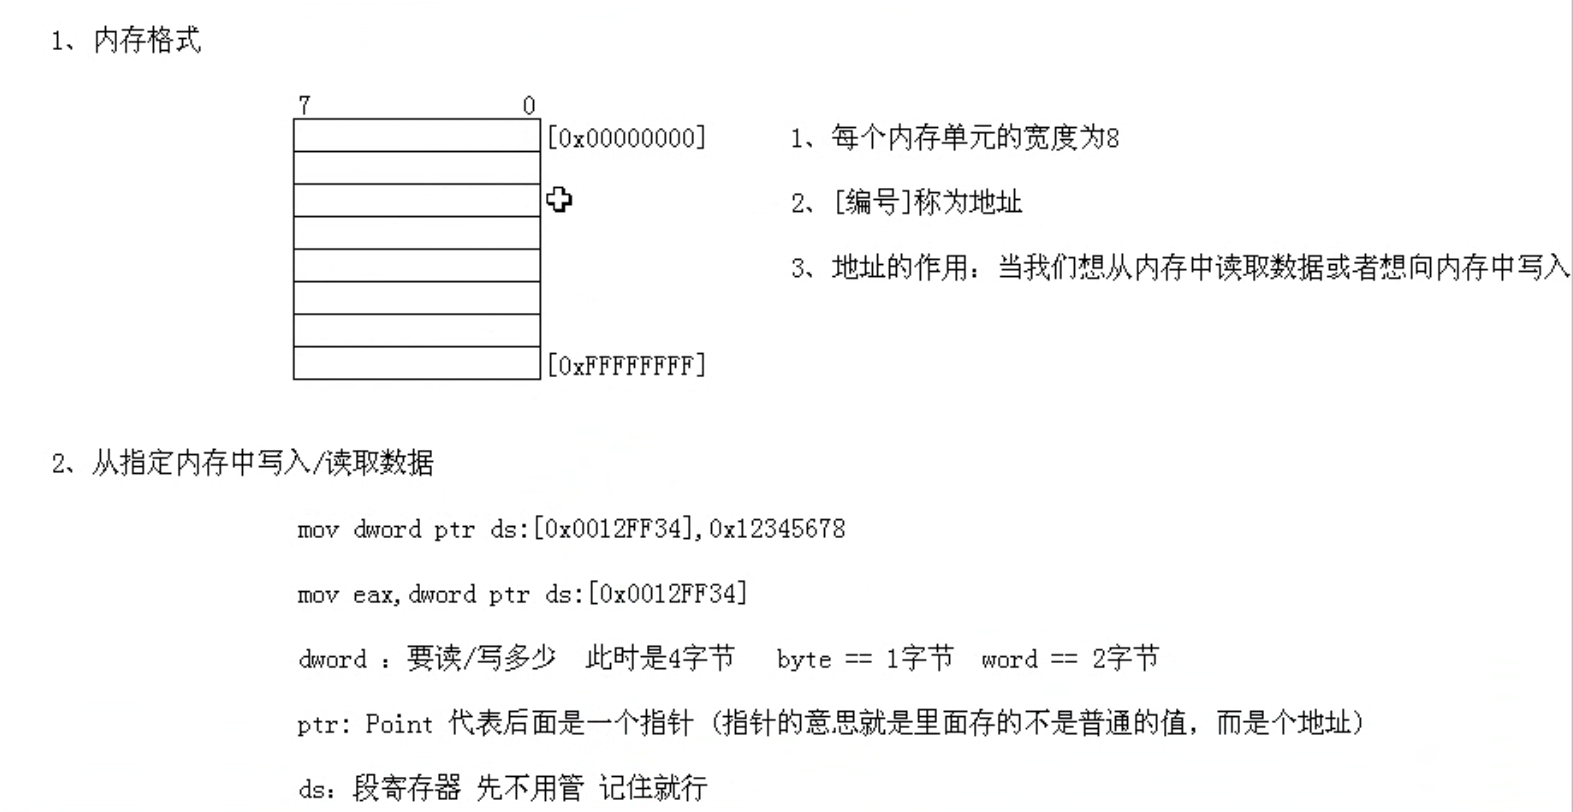 1、内存格式
7 0
[0x00000000]
1、每个内存单元的宽度为8
2、[编号]称为地址
3、地址的作用：当我们想从内存中读取数据或者想向内存中写入
[0xFFFFFFFF]
2、从指定内存中写入/读取数据
mov dword ptr ds:[0x0012FF34],0x12345678
mov eax,dword ptr ds:[0x0012FF34]
dword : 要读/写多少 此时是4字节 byte == 1字节 word == 2字节
ptr: Point 代表后面是一个指针 (指针的意思就是里面存的不是普通的值，而是个地址)
ds: 段寄存器 先不用管 记住就行